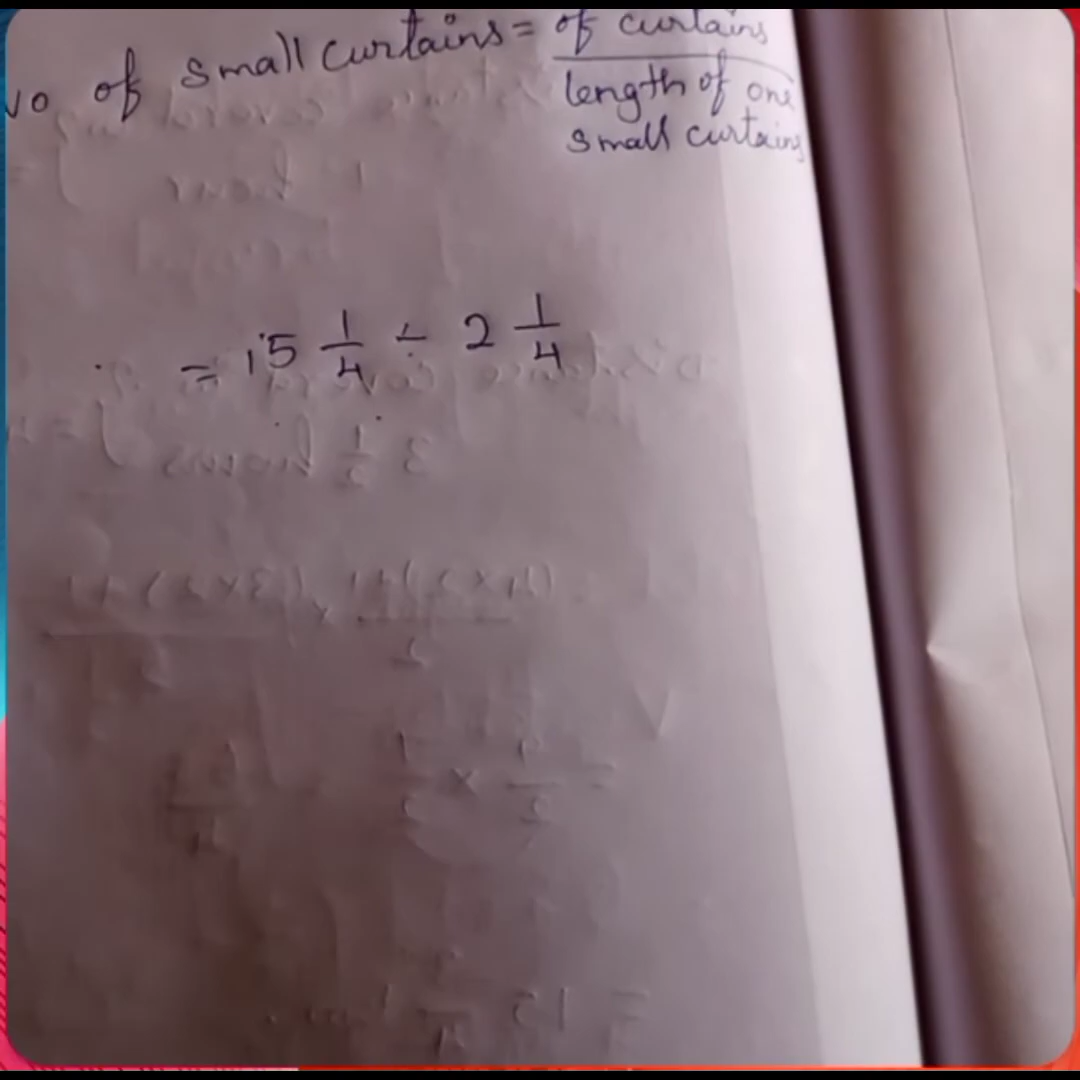 No of small curtains = of curtains
length of one
small curtains
= 15 1/4 ÷ 2 1/4